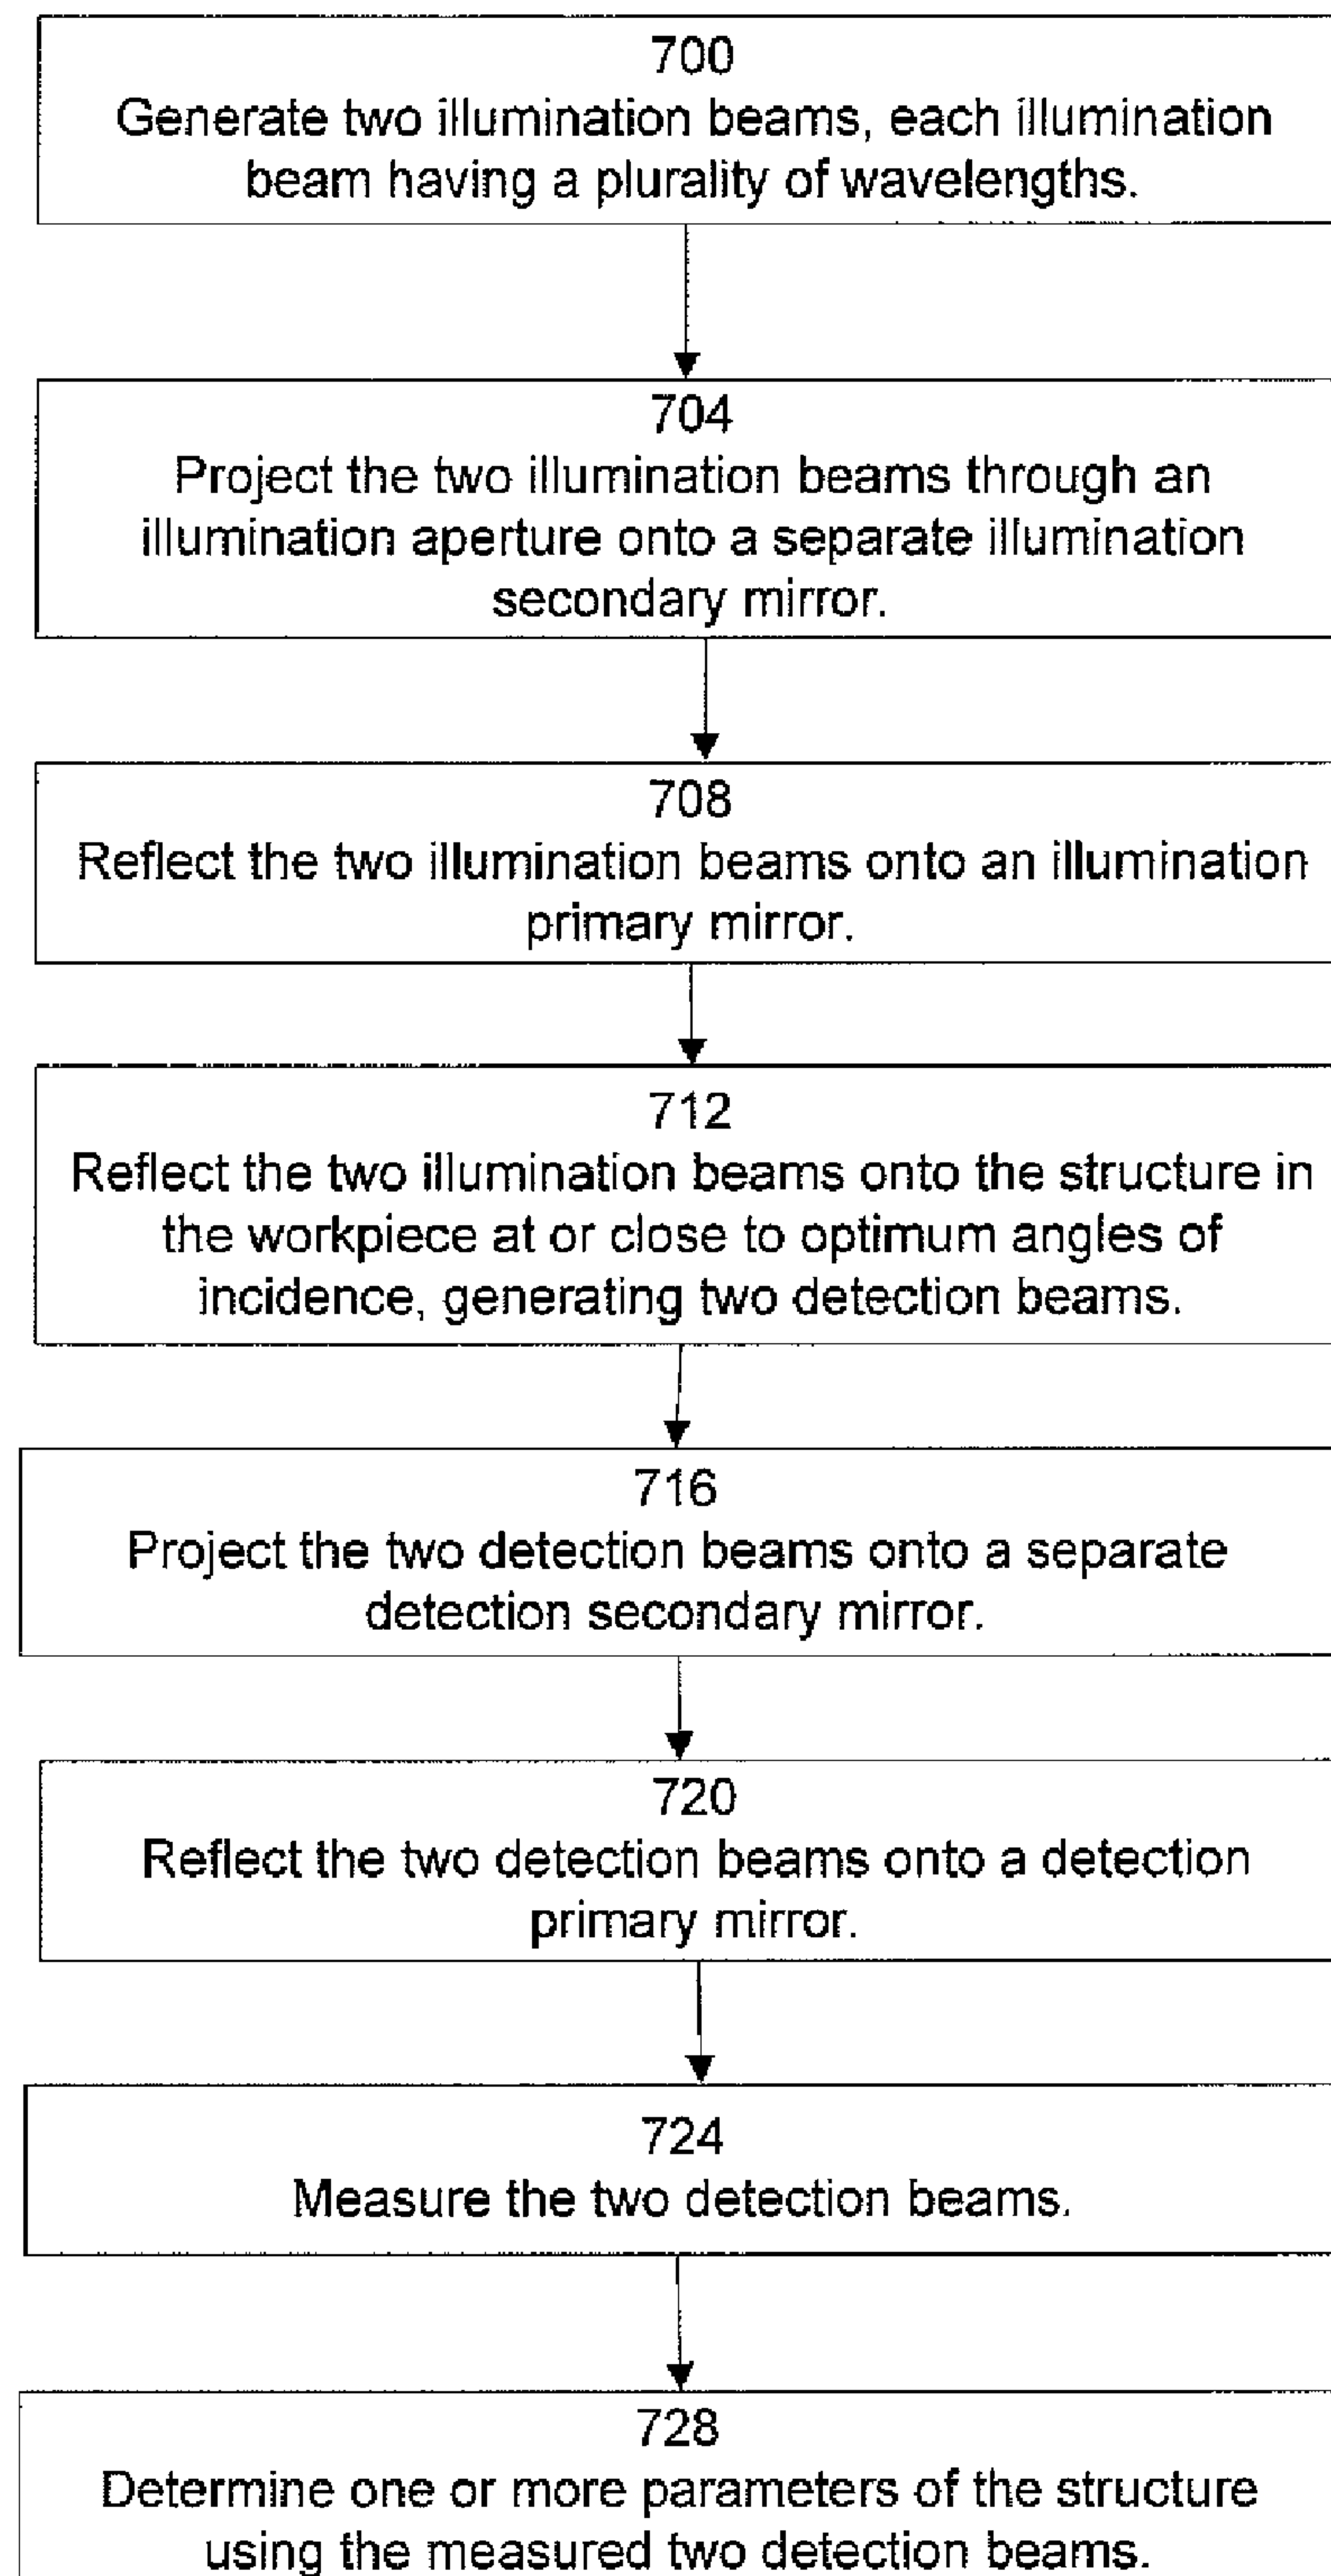 700
Generate two illumination beams, each illumination
beam having a plurality of wavelengths.
704
Project the two illumination beams through an
illumination aperture onto a separate illumination
secondary mirror.
708
Reflect the two illumination beams onto an illumination
primary mirror.
712
Reflect the two illumination beams onto the structure in
the workpiece at or close to optimum angles of
incidence, generating two detection beams.
716
Project the two detection beams onto a separate
detection secondary mirror.
720
Reflect the two detection beams onto a detection
primary mirror.
724
Measure the two detection beams.
728
Determine one or more parameters of the structure
using the measured two detection beams.